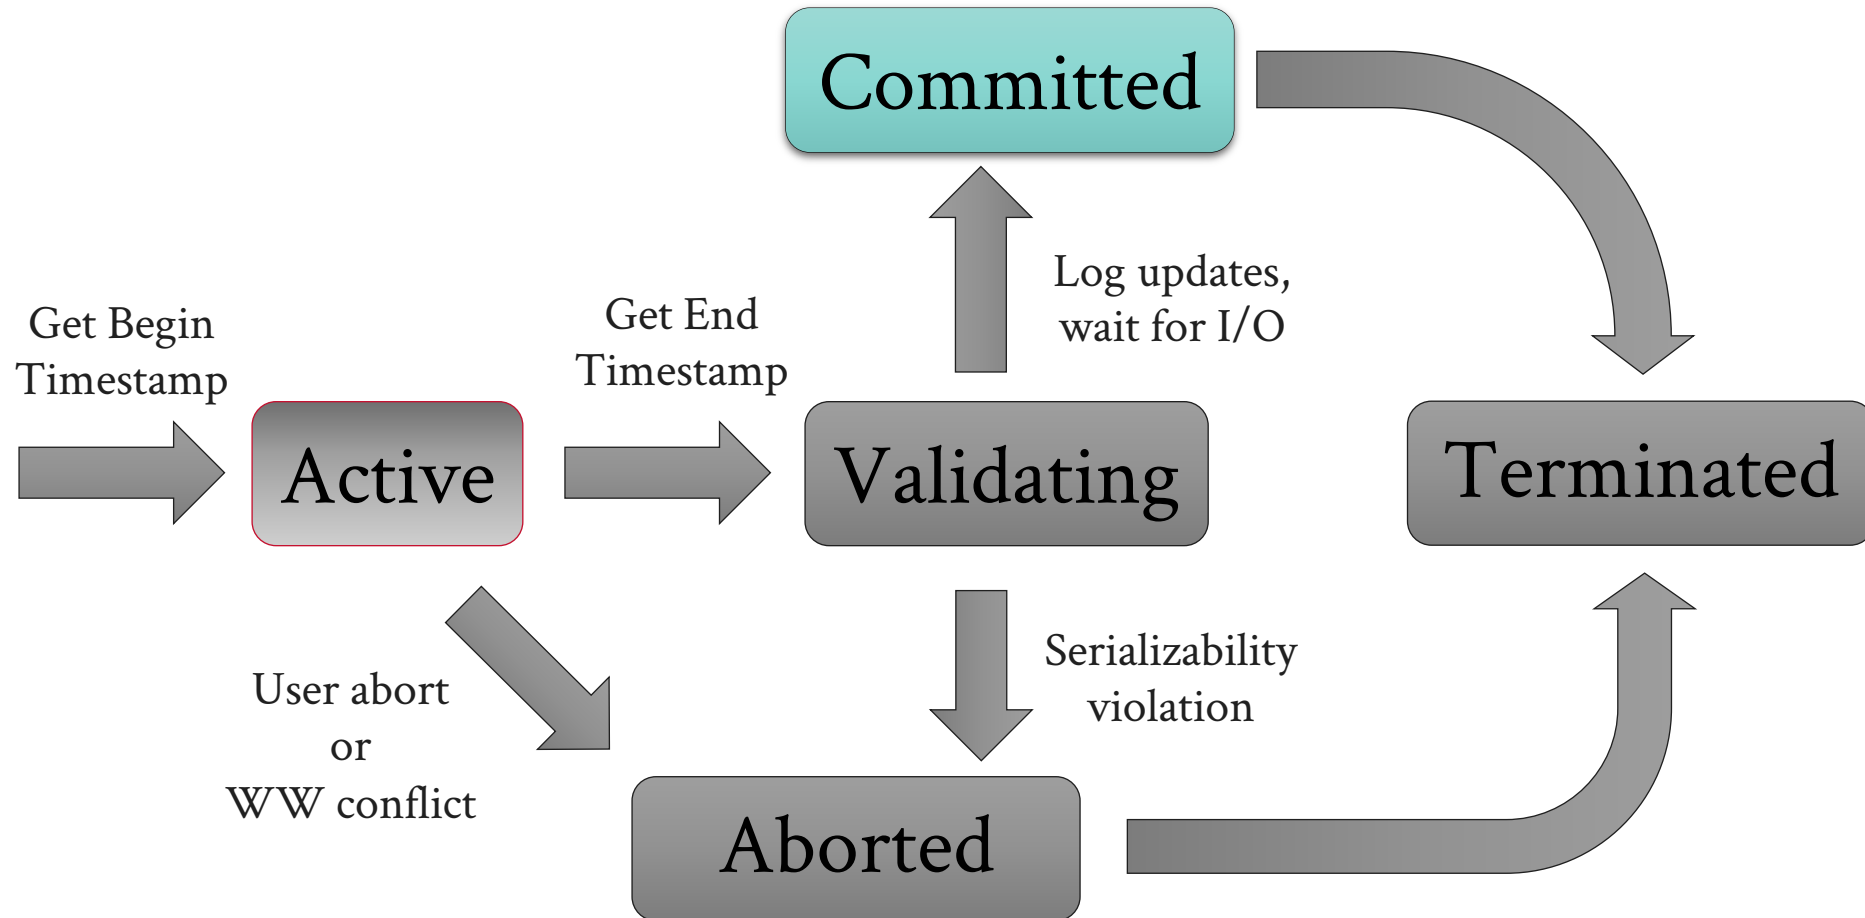 Committed
Log updates,
wait for I/O
Get Begin
Timestamp
Get End
Timestamp
Active
Validating
Terminated
User abort
or
WW conflict
Serializability
violation
Aborted